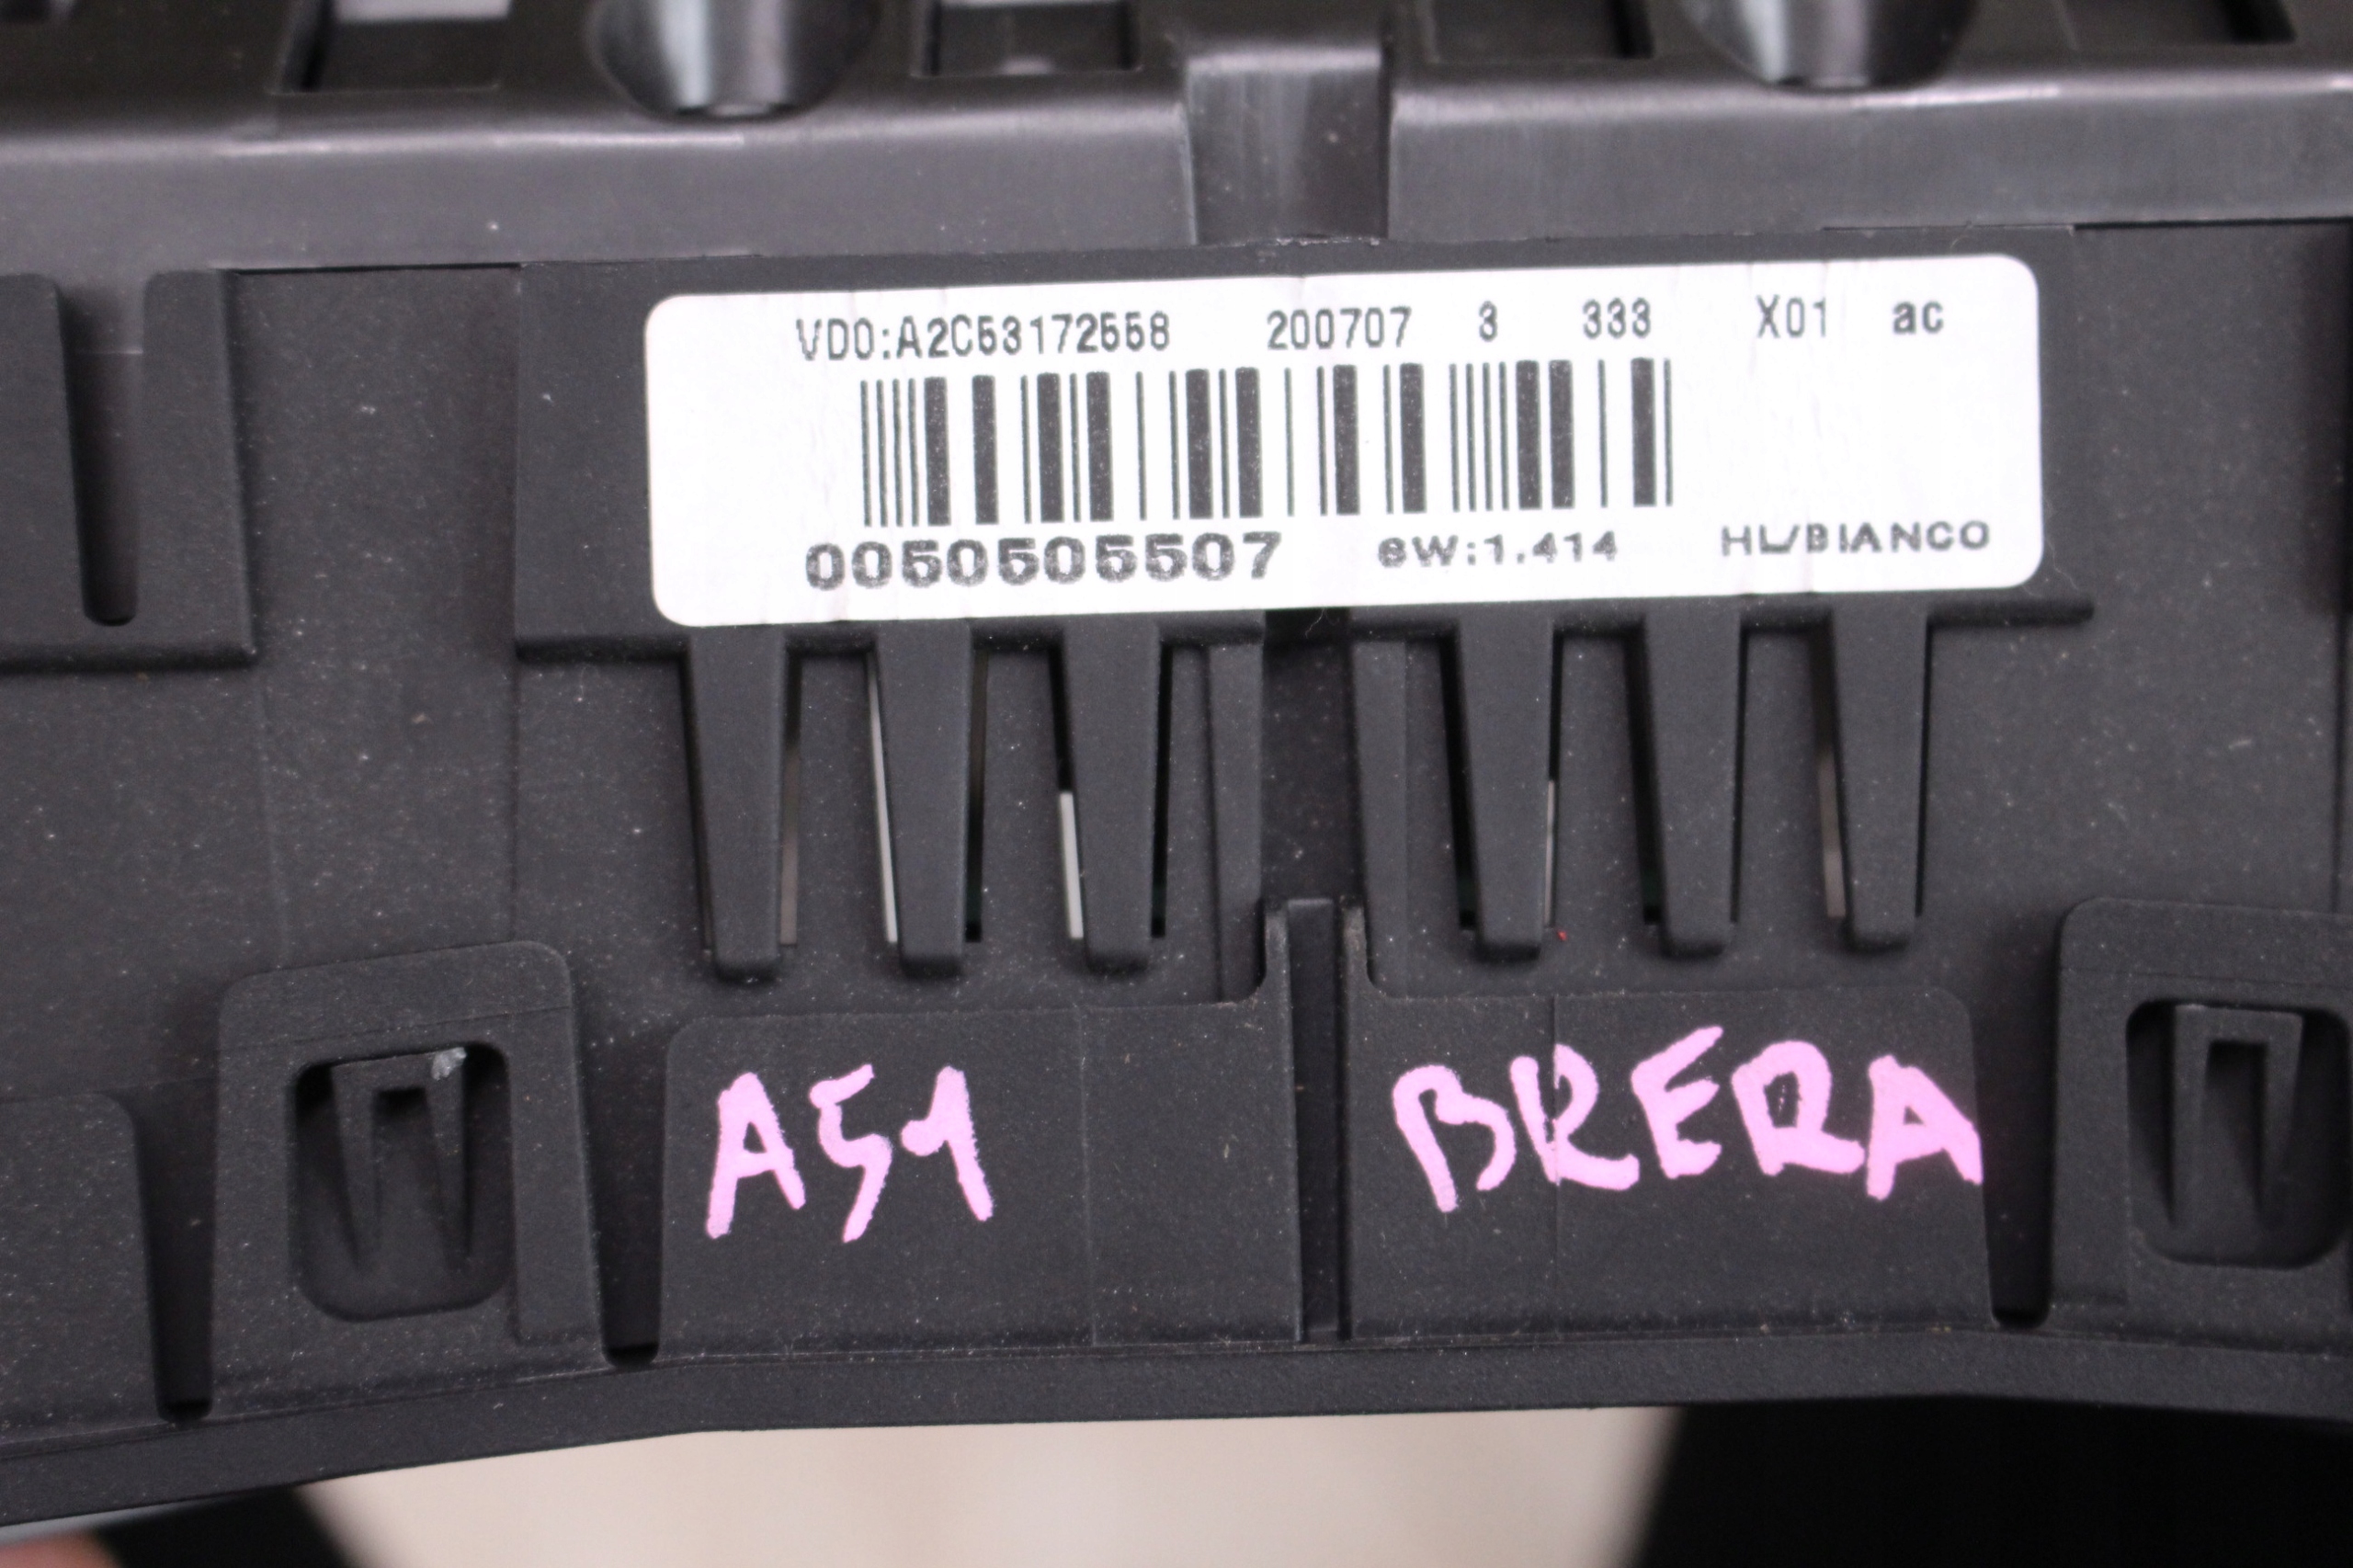 VDO:A2C53172558 200707 3 333 X01 ac
0050505507 SW:1.414 HL/BIANCO
A51 BRERA